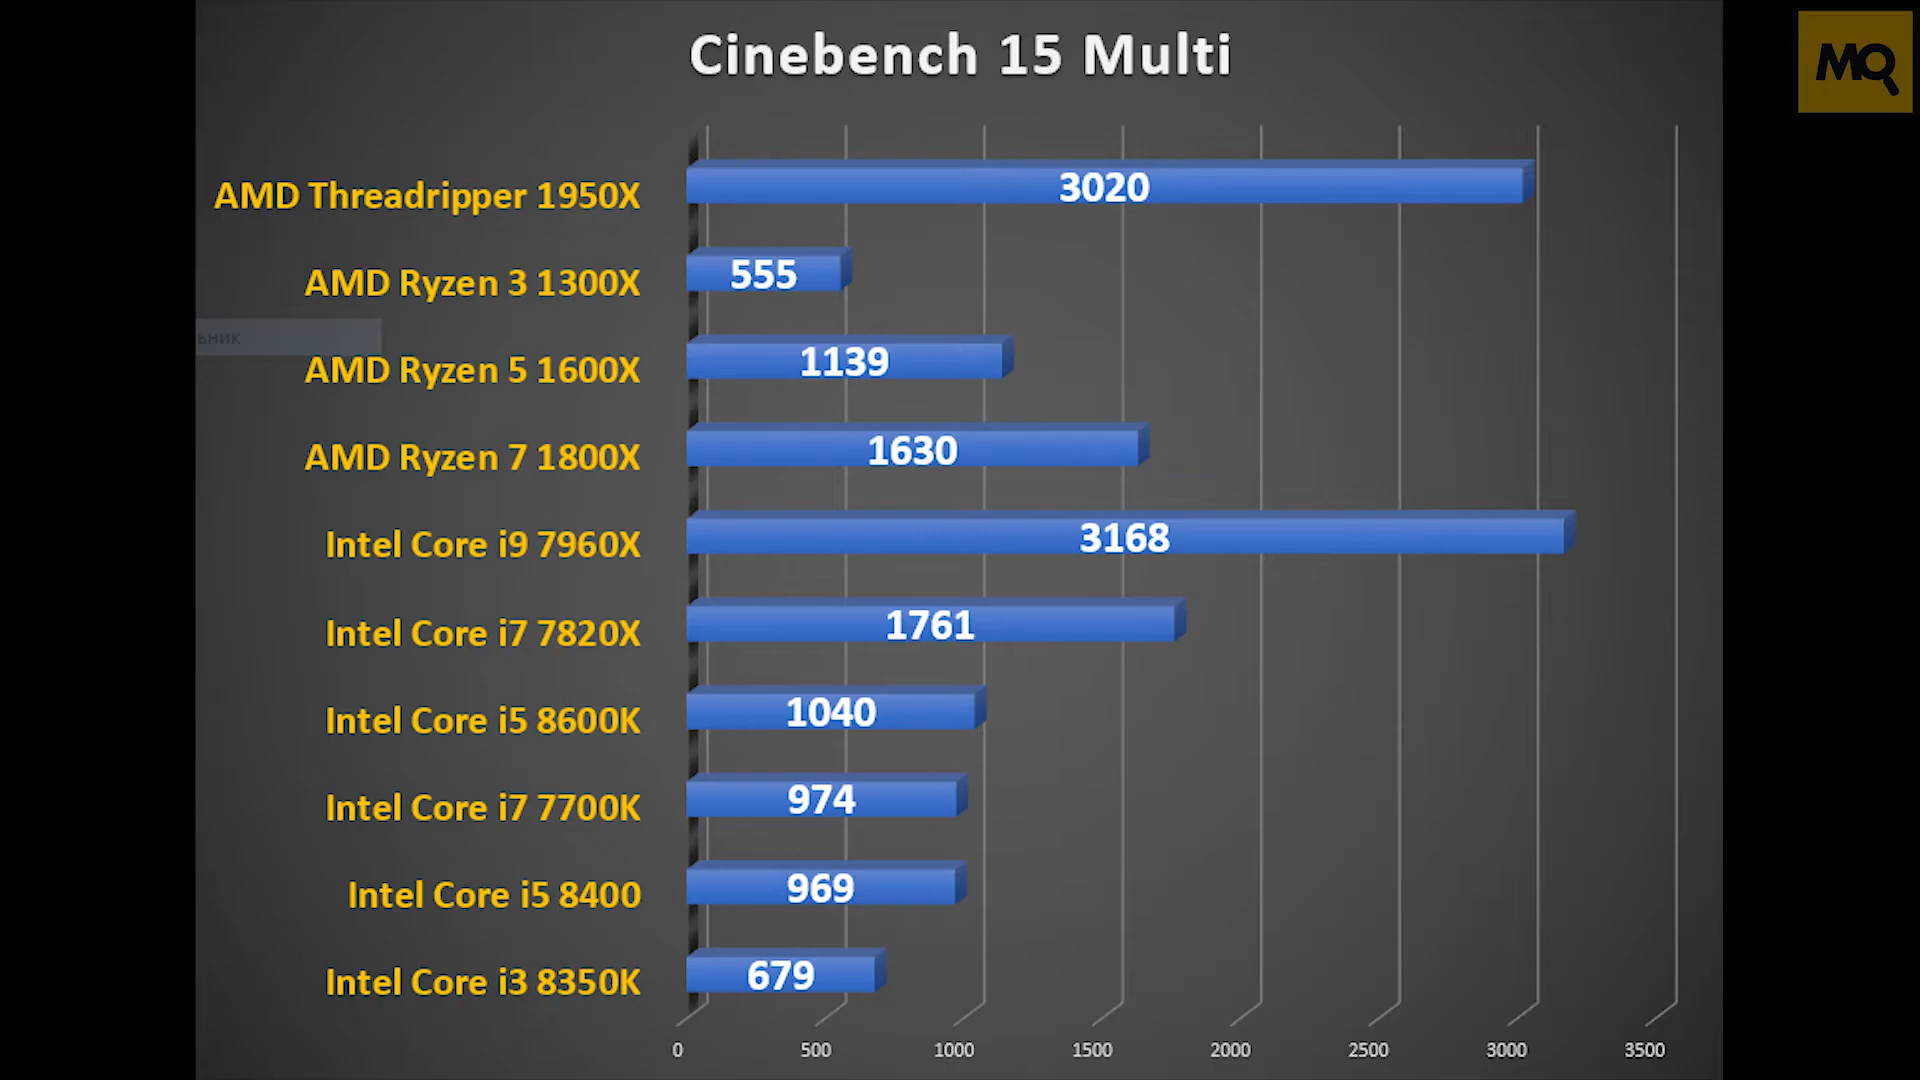 Cinebench 15 Multi
MQ
AMD Threadripper 1950X
3020
AMD Ryzen 3 1300X
555
ьник
AMD Ryzen 5 1600X
1139
AMD Ryzen 7 1800X
1630
Intel Core i9 7960X
3168
Intel Core i7 7820X
1761
Intel Core i5 8600K
1040
Intel Core i7 7700K
974
Intel Core i5 8400
969
Intel Core i3 8350K
679
0 500 1000 1500 2000 2500 3000 3500